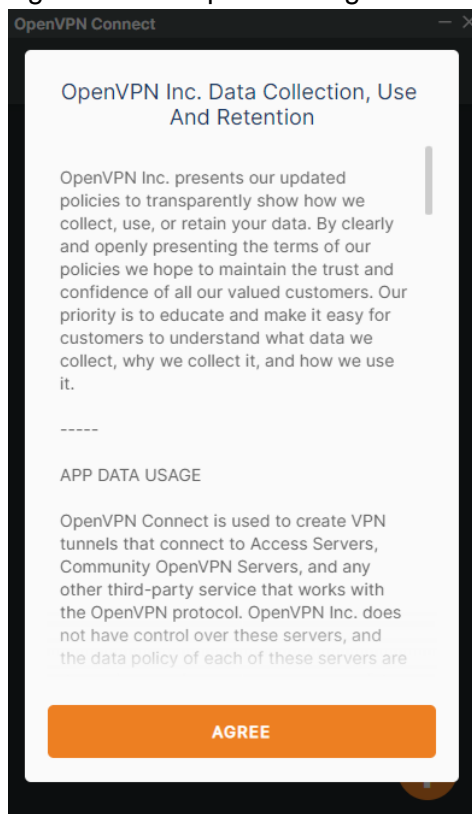 OpenVPN Connect
OpenVPN Inc. Data Collection, Use
And Retention
OpenVPN Inc. presents our updated
policies to transparently show how we
collect, use, or retain your data. By clearly
and openly presenting the terms of our
policies we hope to maintain the trust and
confidence of all our valued customers. Our
priority is to educate and make it easy for
customers to understand what data we
collect, why we collect it, and how we use
it.
-----
APP DATA USAGE
OpenVPN Connect is used to create VPN
tunnels that connect to Access Servers,
Community OpenVPN Servers, and any
other third-party service that works with
the OpenVPN protocol. OpenVPN Inc. does
not have control over these servers, and
the data policy of each of these servers are
AGREE